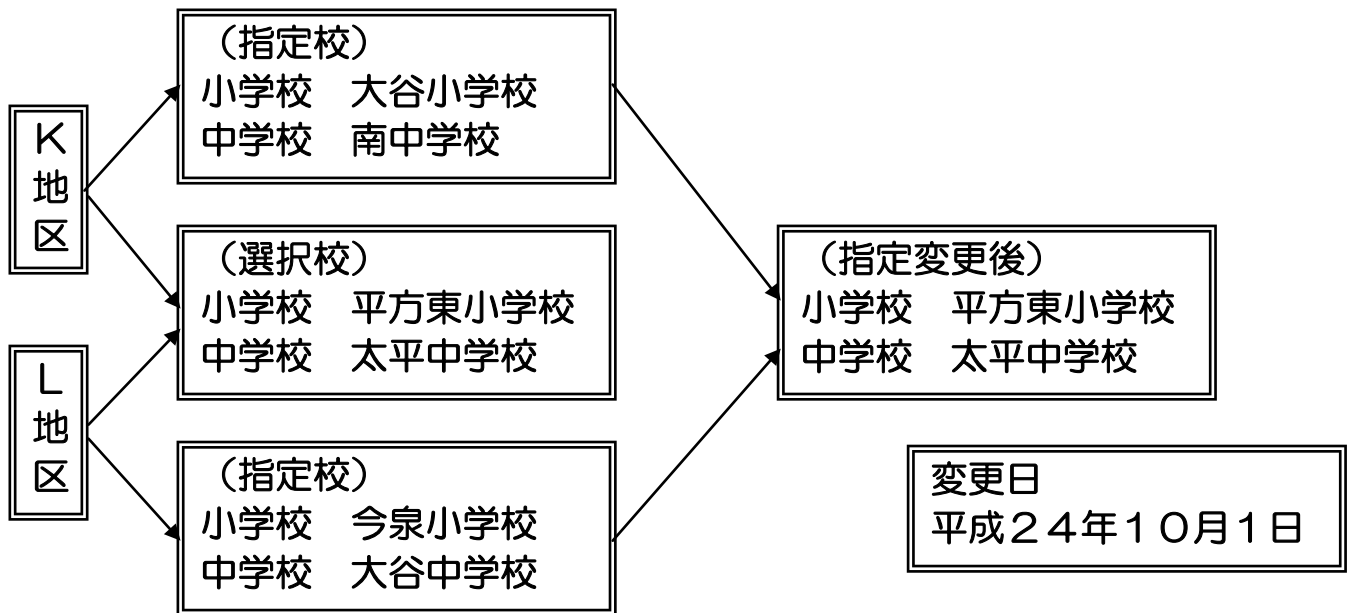 K地区
(指定校)
小学校　大谷小学校
中学校　南中学校
(選択校)
小学校　平方東小学校
中学校　太平中学校
L地区
(指定校)
小学校　今泉小学校
中学校　大谷中学校
(指定変更後)
小学校　平方東小学校
中学校　太平中学校
変更日
平成24年10月1日